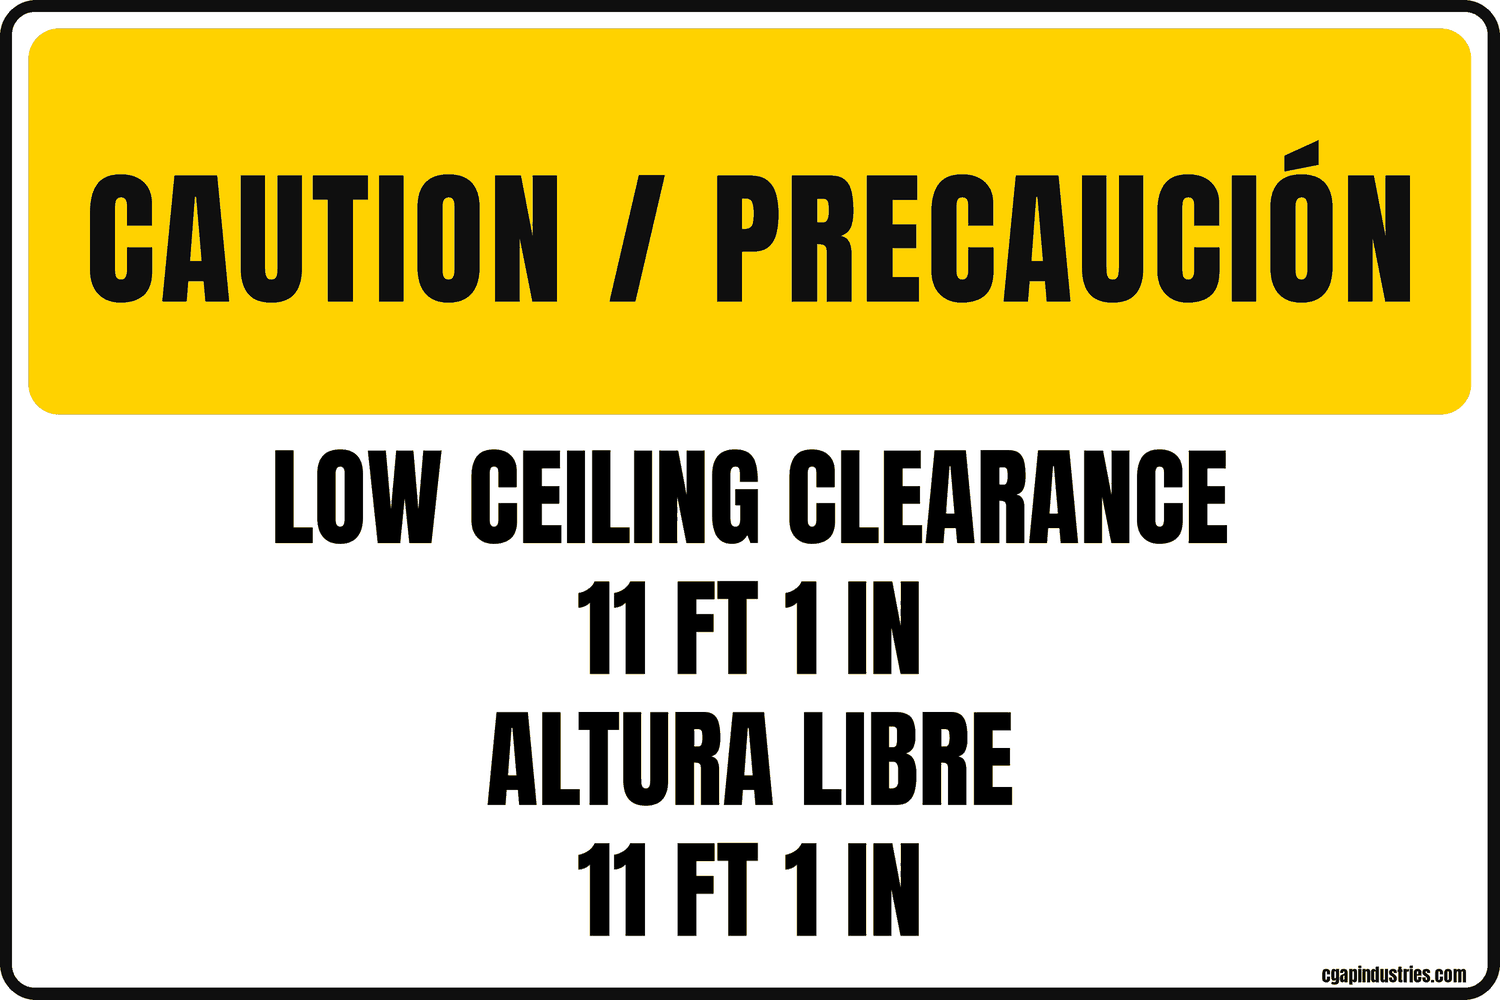 CAUTION / PRECAUCIÓN
LOW CEILING CLEARANCE
11 FT 1 IN
ALTURA LIBRE
11 FT 1 IN
cgapindustries.com